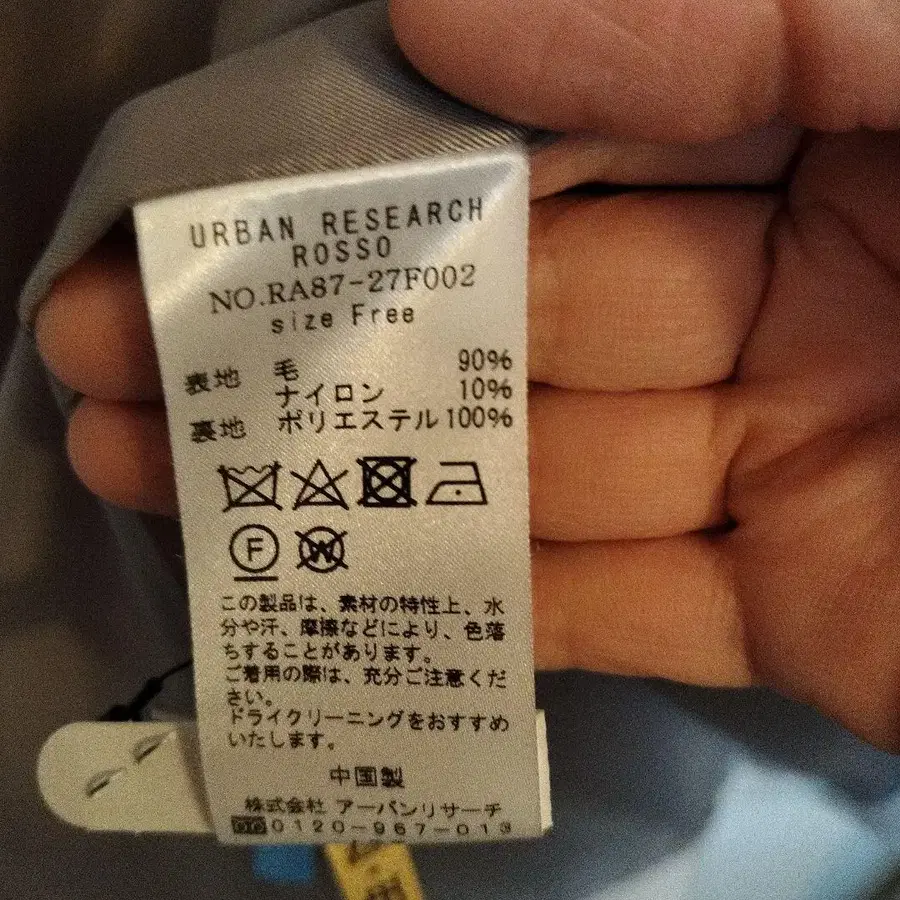 URBAN RESEARCH
ROSSO
NO.RA87-27F002
size Free
表地 毛 90%
ナイロン 10%
裏地 ポリエステル 100%
F W
この製品は、素材の特性上、水
分や汗、摩擦などにより、色落
ちすることがあります。
ご着用の際は、充分ご注意くだ
さい。
ドライクリーニングをおすすめ
いたします。
中国製
株式会社 アーバンリサーチ
0120-967-013